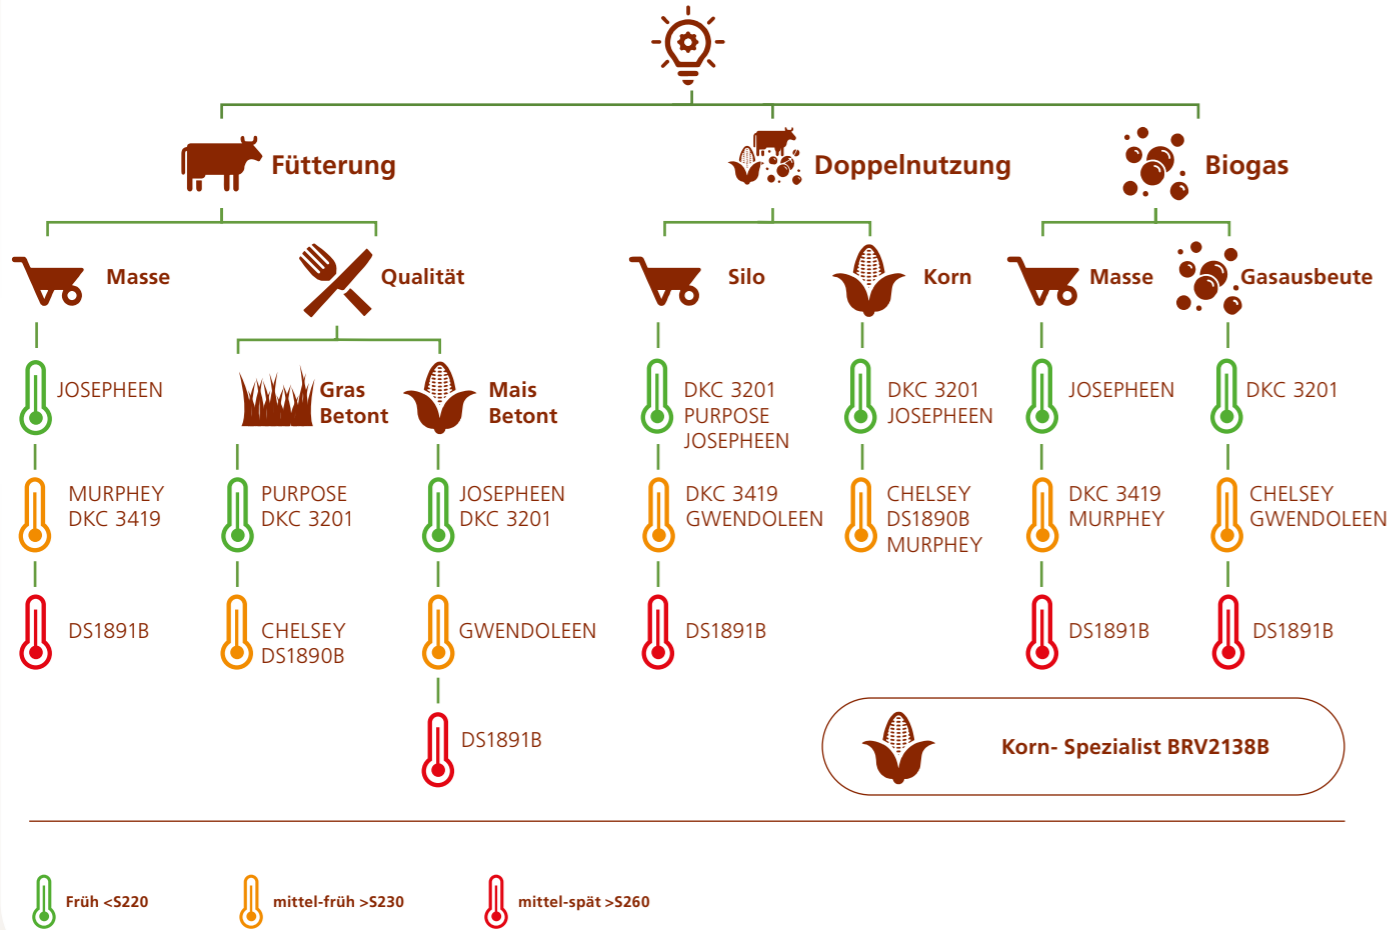 Fütterung
Doppelnutzung
Biogas
Masse
Qualität
Silo
Korn
Masse
Gasausbeute
JOSEPHEEN
MURPHEY
DKC 3419
DS1891B
Gras
Betont
PURPOSE
DKC 3201
CHELSEY
DS1890B
Mais
Betont
JOSEPHEEN
DKC 3201
GWENDOLEEN
DS1891B
DKC 3201
PURPOSE
JOSEPHEEN
DKC 3419
GWENDOLEEN
DS1891B
DKC 3201
JOSEPHEEN
CHELSEY
DS1890B
MURPHEY
JOSEPHEEN
DKC 3419
MURPHEY
DS1891B
DKC 3201
CHELSEY
GWENDOLEEN
DS1891B
Korn- Spezialist BRV2138B
Früh <S220
mittel-früh >S230
mittel-spät >S260